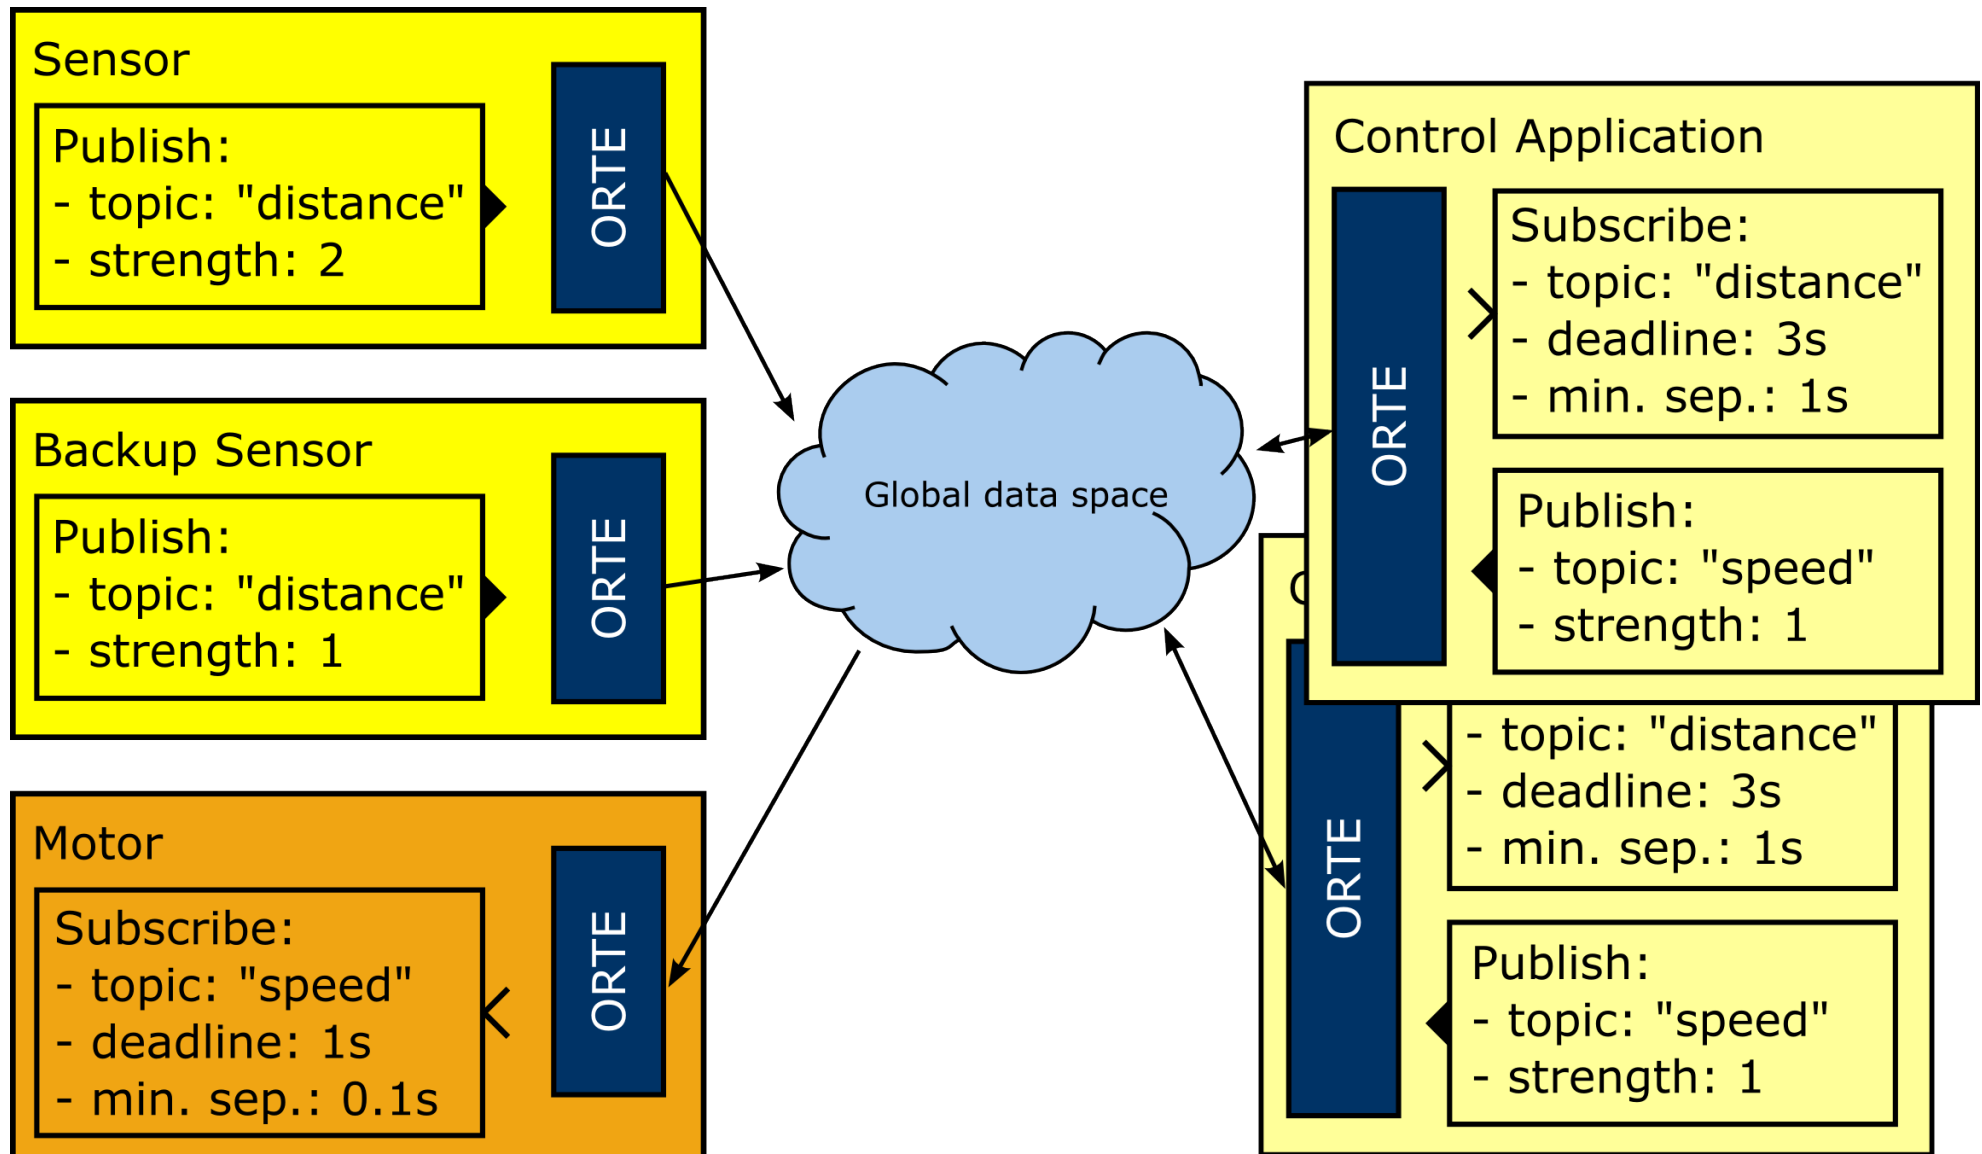 Sensor
Publish:
- topic: "distance"
- strength: 2
ORTE
Backup Sensor
Publish:
- topic: "distance"
- strength: 1
ORTE
Motor
Subscribe:
- topic: "speed"
- deadline: 1s
- min. sep.: 0.1s
ORTE
Global data space
Control Application
ORTE
Subscribe:
- topic: "distance"
- deadline: 3s
- min. sep.: 1s
Publish:
- topic: "speed"
- strength: 1
ORTE
- topic: "distance"
- deadline: 3s
- min. sep.: 1s
Publish:
- topic: "speed"
- strength: 1